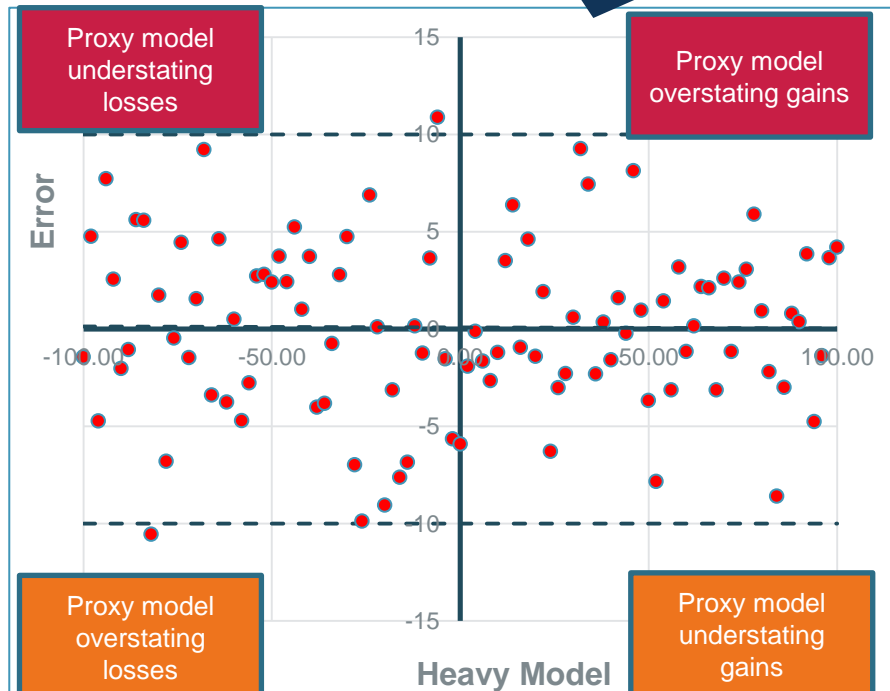 Proxy model
understating
losses
15
Proxy model
overstating gains
10
Error
5
0
-100.00
-50.00
0.00
50.00
100.00
-5
-10
Proxy model
overstating
losses
-15
Proxy model
understating
gains
Heavy Model